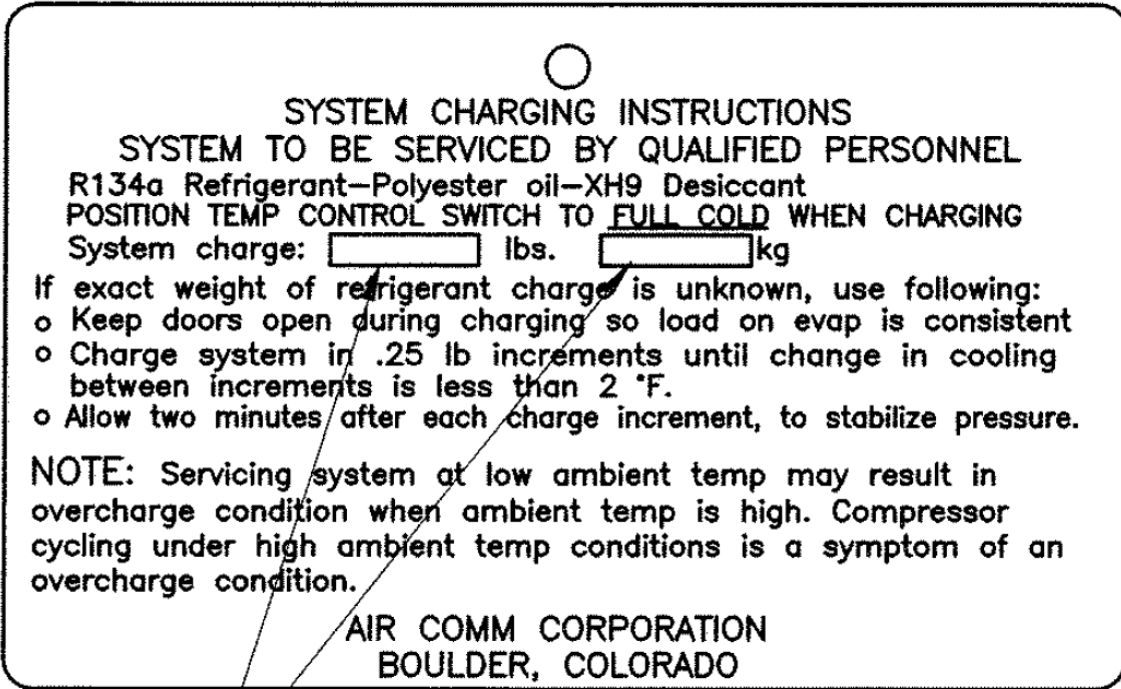 SYSTEM CHARGING INSTRUCTIONS
SYSTEM TO BE SERVICED BY QUALIFIED PERSONNEL
R134a Refrigerant-Polyester oil-XH9 Desiccant
POSITION TEMP CONTROL SWITCH TO FULL COLD WHEN CHARGING
System charge: lbs. kg
If exact weight of refrigerant charge is unknown, use following:
o Keep doors open during charging so load on evap is consistent
o Charge system in .25 lb increments until change in cooling
between increments is less than 2 °F.
o Allow two minutes after each charge increment, to stabilize pressure.
NOTE: Servicing system at low ambient temp may result in
overcharge condition when ambient temp is high. Compressor
cycling under high ambient temp conditions is a symptom of an
overcharge condition.
AIR COMM CORPORATION
BOULDER, COLORADO